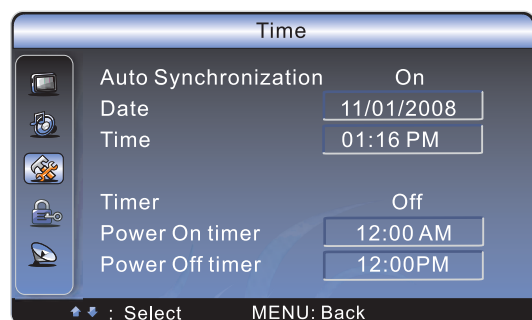 Time
Auto Synchronization On
Date 11/01/2008
Time 01:16 PM
Timer Off
Power On timer 12:00 AM
Power Off timer 12:00PM
: Select MENU: Back